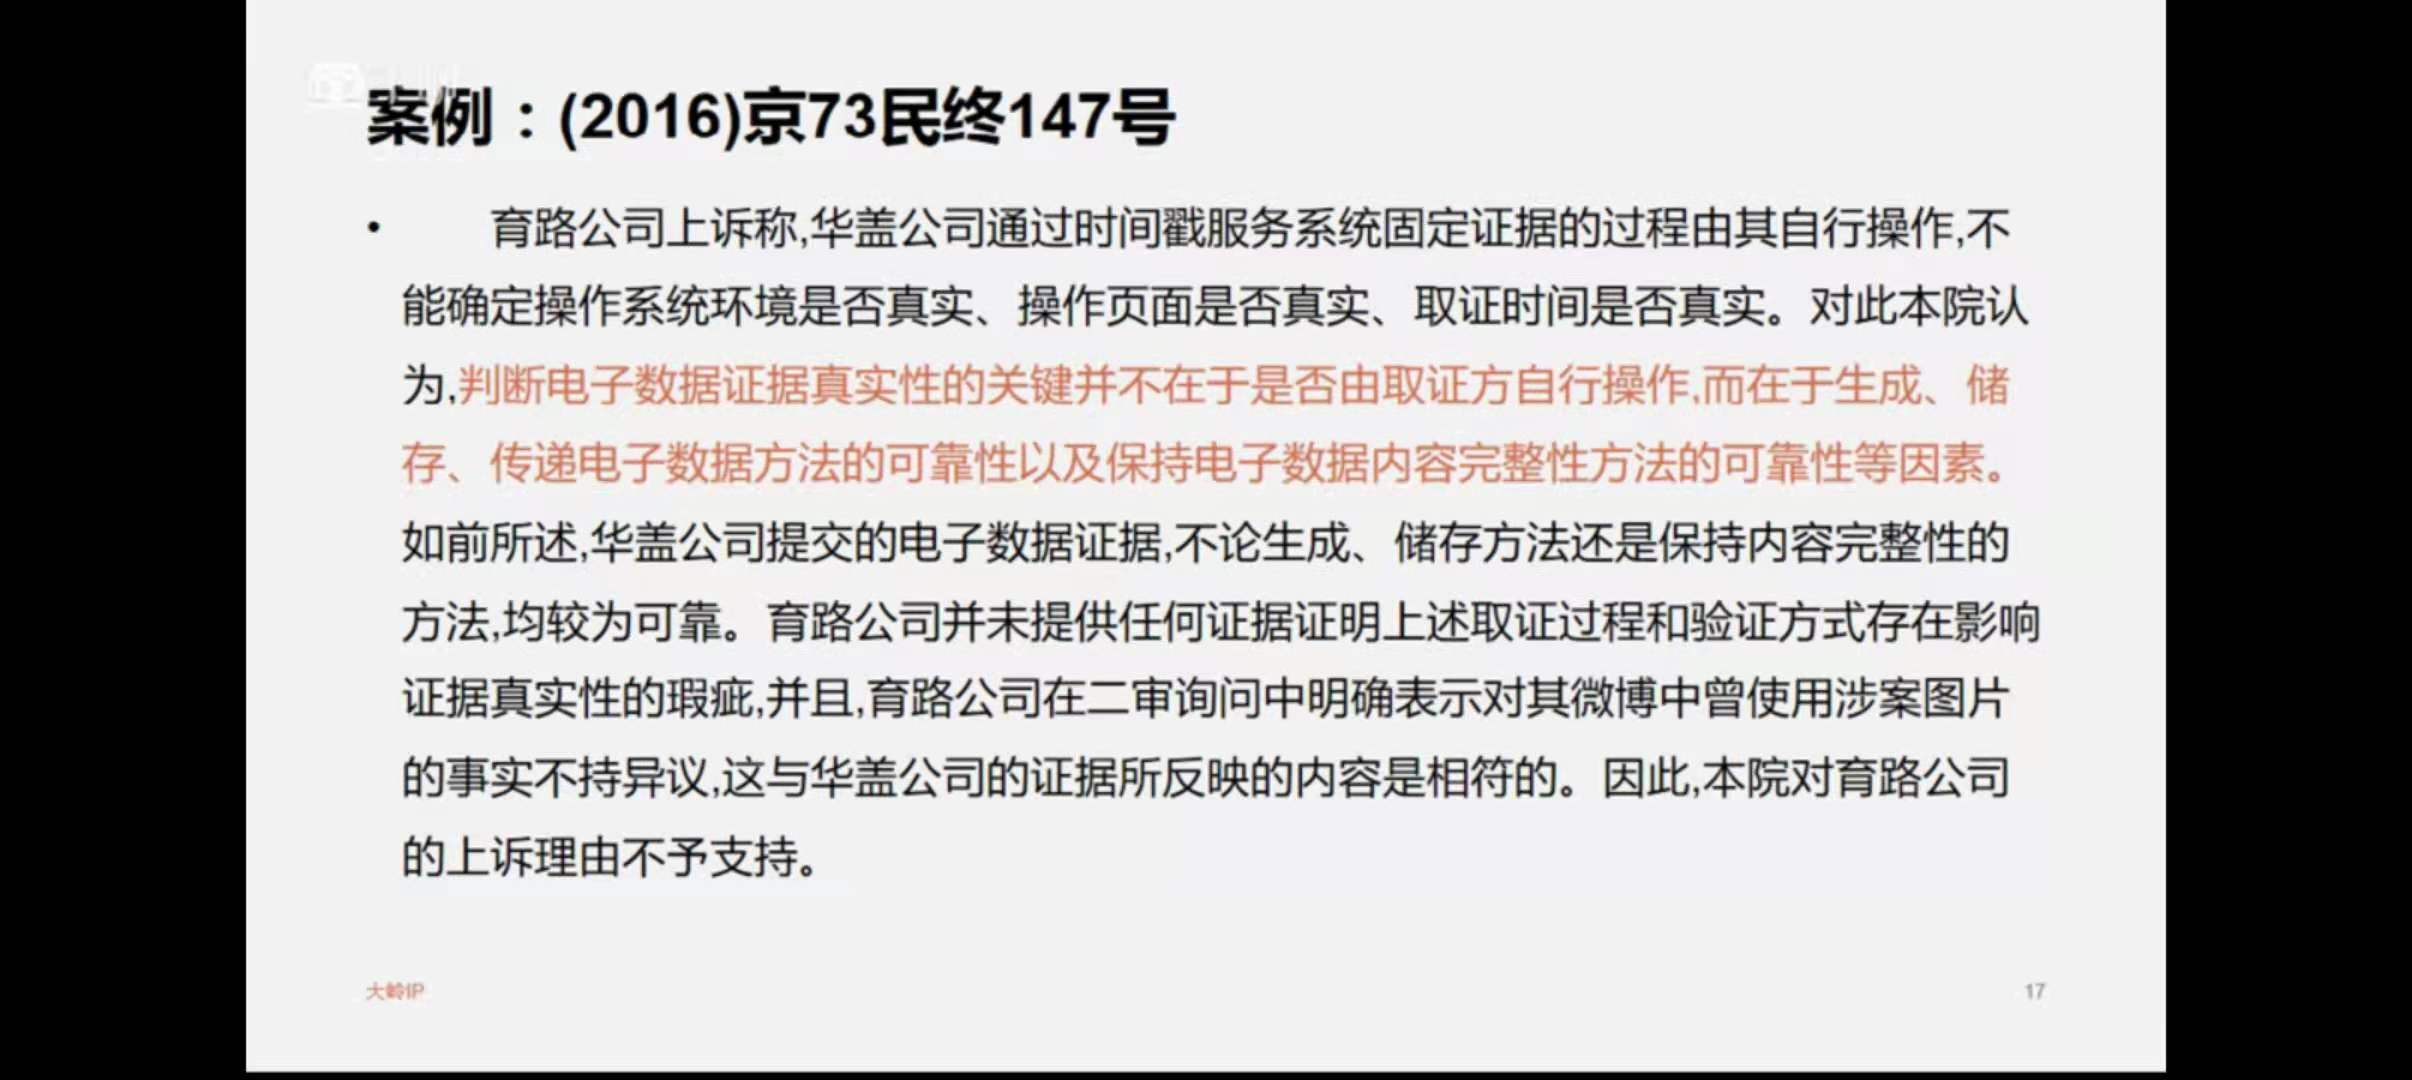 案例：(2016)京73民终147号
• 育路公司上诉称,华盖公司通过时间戳服务系统固定证据的过程由其自行操作,不
能确定操作系统环境是否真实、操作页面是否真实、取证时间是否真实。对此本院认
为,判断电子数据证据真实性的关键并不在于是否由取证方自行操作,而在于生成、储
存、传递电子数据方法的可靠性以及保持电子数据内容完整性方法的可靠性等因素。
如前所述,华盖公司提交的电子数据证据,不论生成、储存方法还是保持内容完整性的
方法,均较为可靠。育路公司并未提供任何证据证明上述取证过程和验证方式存在影响
证据真实性的瑕疵,并且,育路公司在二审询问中明确表示对其微博中曾使用涉案图片
的事实不持异议,这与华盖公司的证据所反映的内容是相符的。因此,本院对育路公司
的上诉理由不予支持。
大岭IP
17